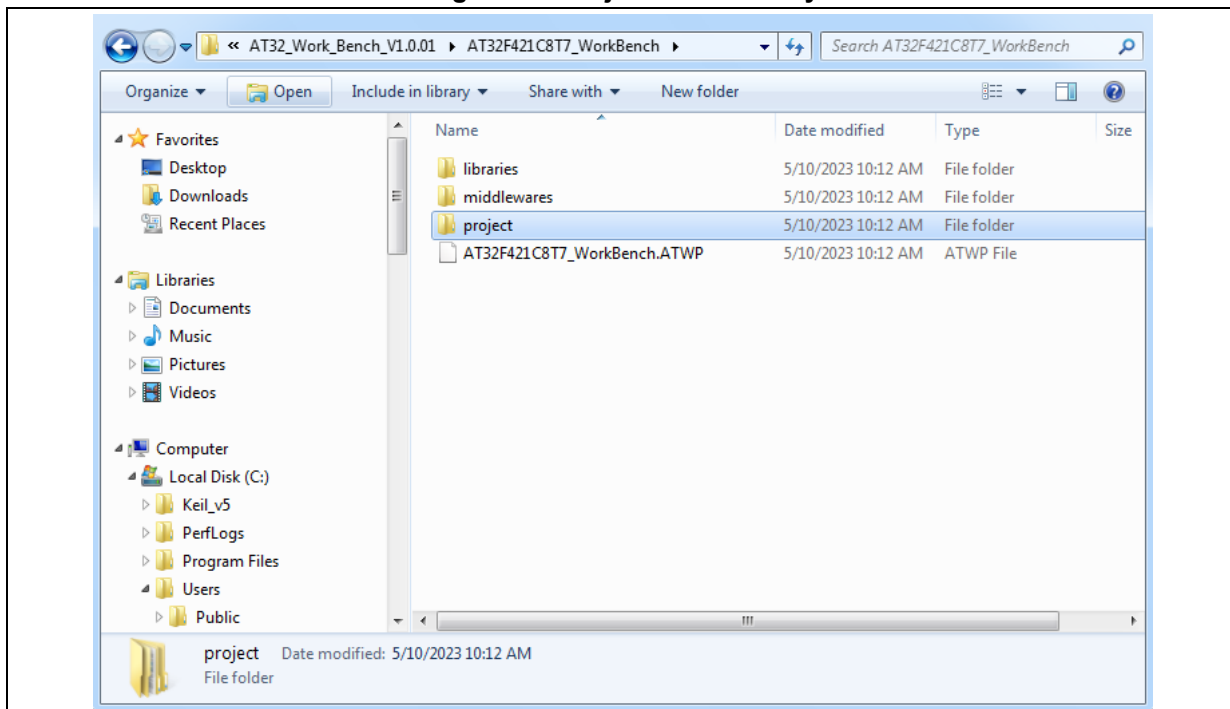 « AT32_Work_Bench_V1.0.01 ▸ AT32F421C8T7_WorkBench ▸ Search AT32F421C8T7_WorkBench
Organize Open Include in library Share with New folder
Name Date modified Type Size
Favorites
Desktop
Downloads
Recent Places
Libraries
Documents
Music
Pictures
Videos
Computer
Local Disk (C:)
Keil_v5
PerfLogs
Program Files
Users
Public
libraries 5/10/2023 10:12 AM File folder
middlewares 5/10/2023 10:12 AM File folder
project 5/10/2023 10:12 AM File folder
AT32F421C8T7_WorkBench.ATWP 5/10/2023 10:12 AM ATWP File
project Date modified: 5/10/2023 10:12 AM
File folder